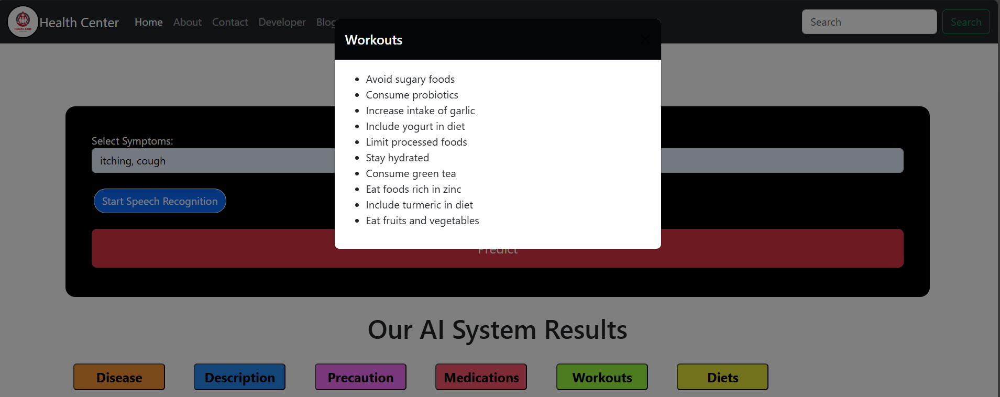 HEALTH CARE
Health Center
Home
About
Contact
Developer
Blog
Search
Search
Workouts
• Avoid sugary foods
• Consume probiotics
• Increase intake of garlic
• Include yogurt in diet
• Limit processed foods
• Stay hydrated
• Consume green tea
• Eat foods rich in zinc
• Include turmeric in diet
• Eat fruits and vegetables
Select Symptoms:
itching, cough
Start Speech Recognition
Predict
Our AI System Results
Disease
Description
Precaution
Medications
Workouts
Diets